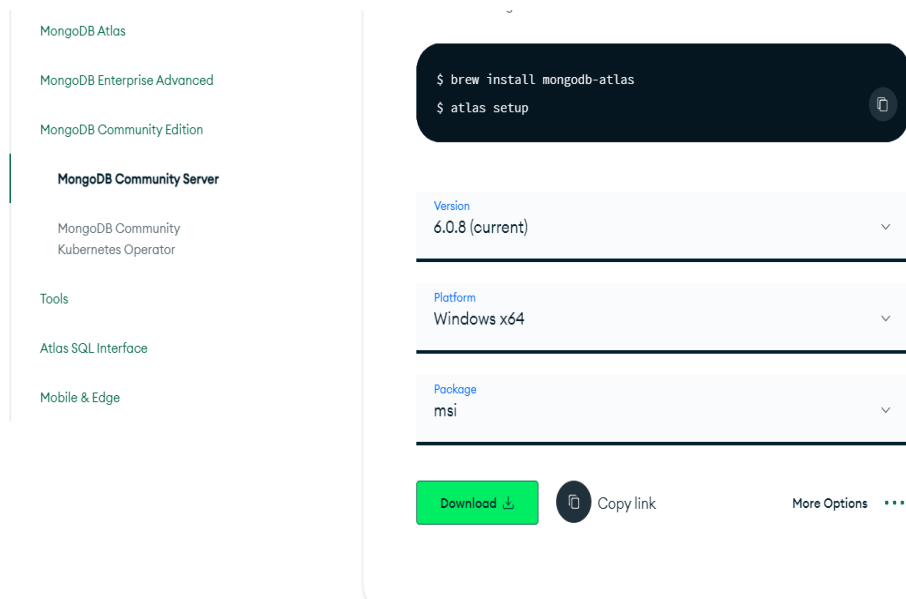 MongoDB Atlas
MongoDB Enterprise Advanced
MongoDB Community Edition
MongoDB Community Server
MongoDB Community
Kubernetes Operator
Tools
Atlas SQL Interface
Mobile & Edge
$ brew install mongodb-atlas
$ atlas setup
Version
6.0.8 (current)
Platform
Windows x64
Package
msi
Download
Copy link
More Options